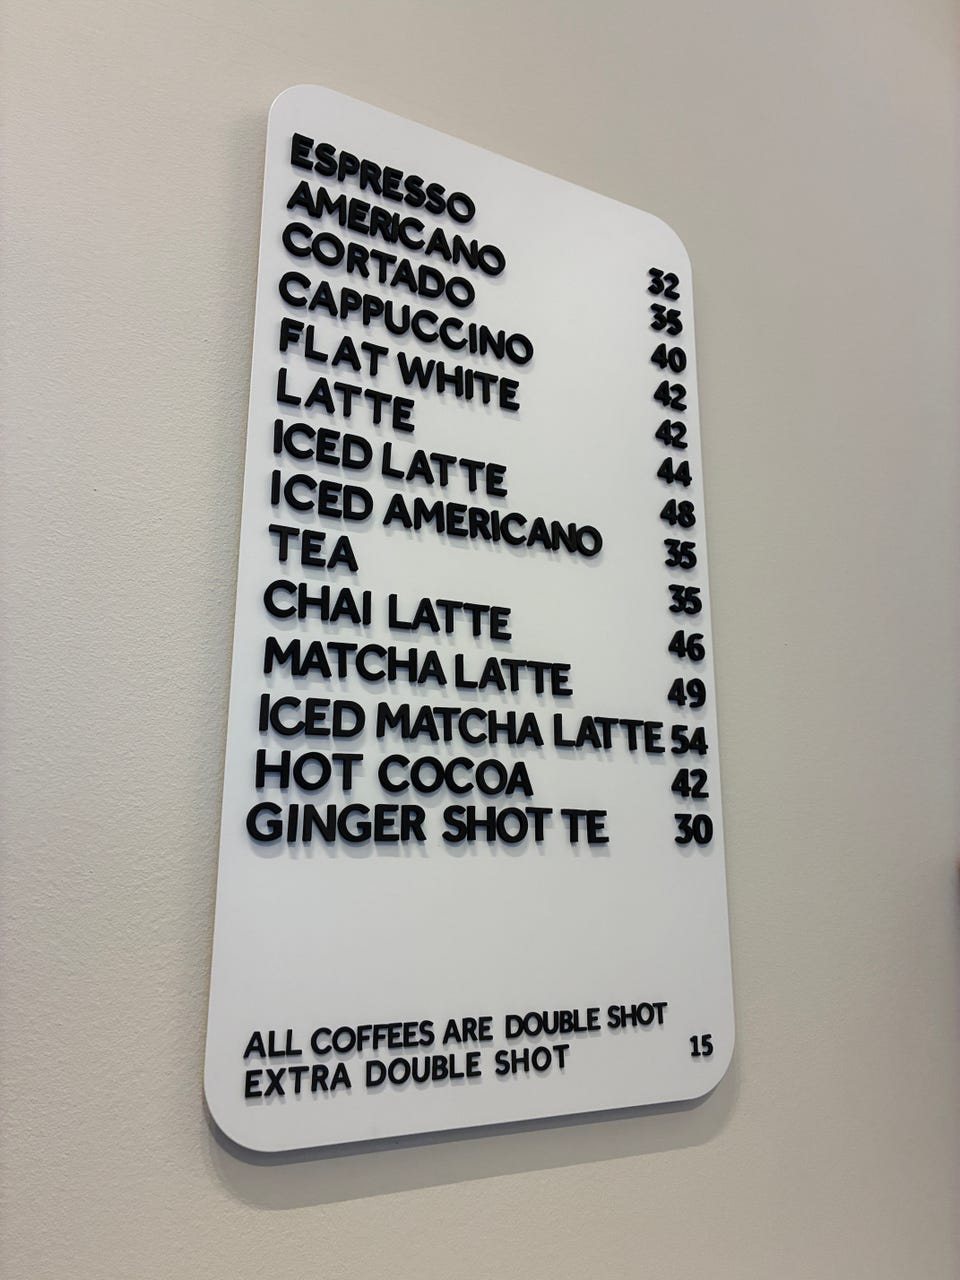 ESPRESSO 32
AMERICANO 35
CORTADO 40
CAPPUCCINO 42
FLAT WHITE 42
LATTE 44
ICED LATTE 48
ICED AMERICANO 35
TEA 35
CHAI LATTE 46
MATCHA LATTE 49
ICED MATCHA LATTE 54
HOT COCOA 42
GINGER SHOT TE 30
ALL COFFEES ARE DOUBLE SHOT
EXTRA DOUBLE SHOT 15